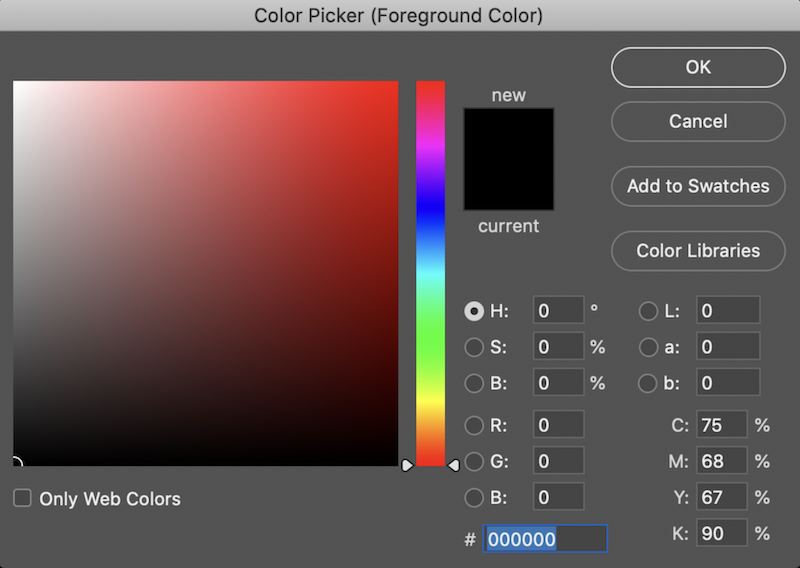 Color Picker (Foreground Color)
new
current
OK
Cancel
Add to Swatches
Color Libraries
H: 0 °
S: 0 %
B: 0 %
R: 0
G: 0
B: 0
# 000000
L: 0
a: 0
b: 0
C: 75 %
M: 68 %
Y: 67 %
K: 90 %
Only Web Colors